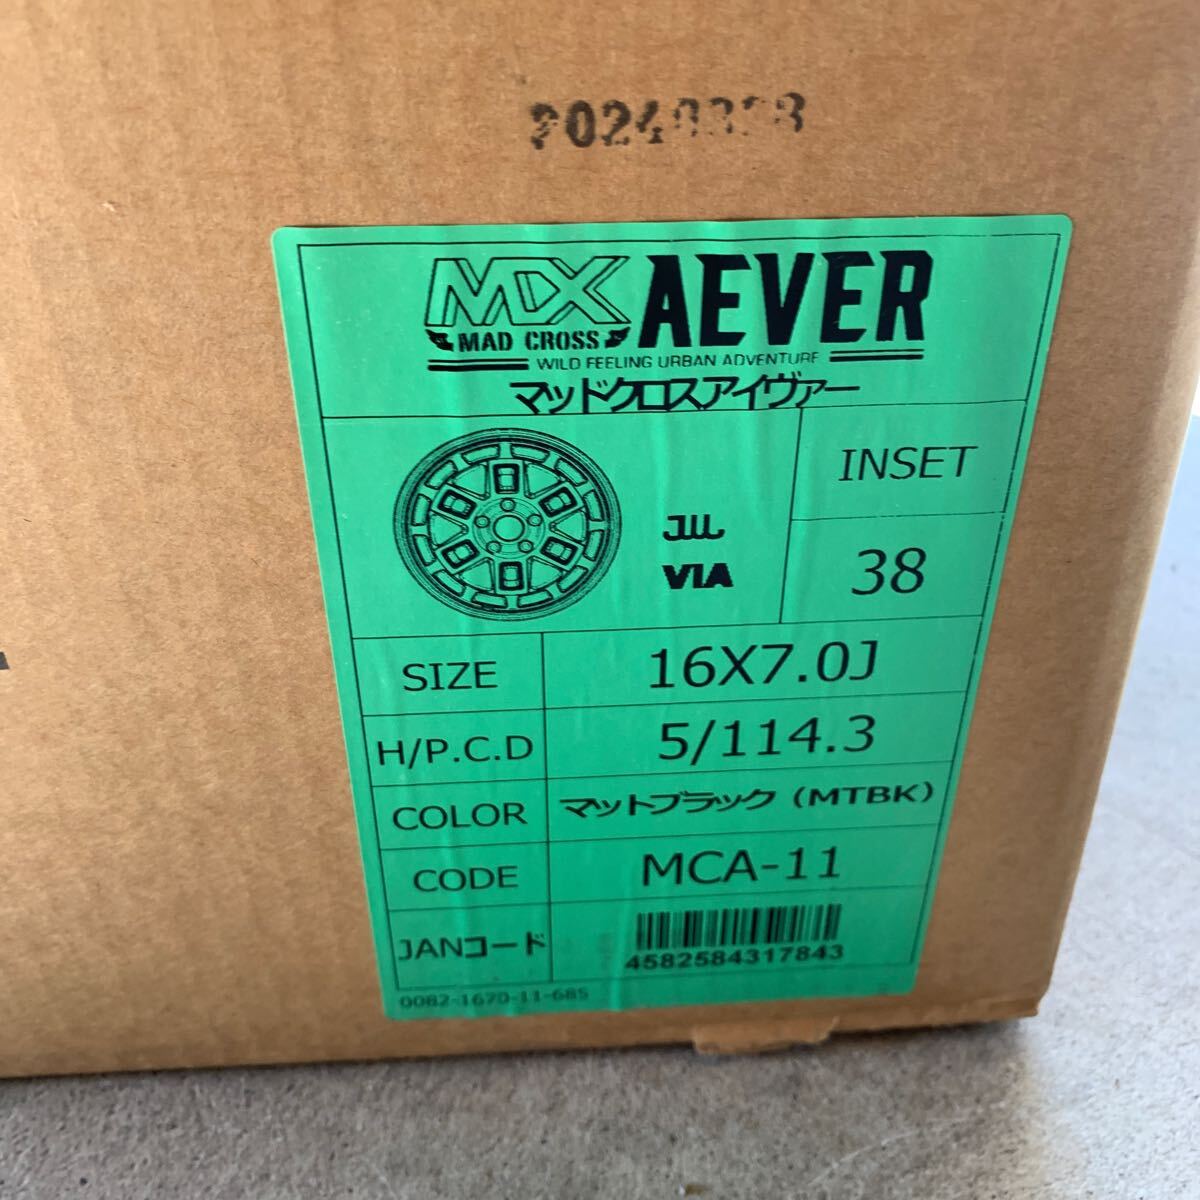 20240328
MX AEVER
MAD CROSS
WILD FEELING URBAN ADVENTURE
マッドクロスアイヴァー
INSET
JWL
VIA
38
SIZE 16X7.0J
H/P.C.D 5/114.3
COLOR マットブラック（MTBK）
CODE MCA-11
JANコード 4582584317843
0082-1670-11-685